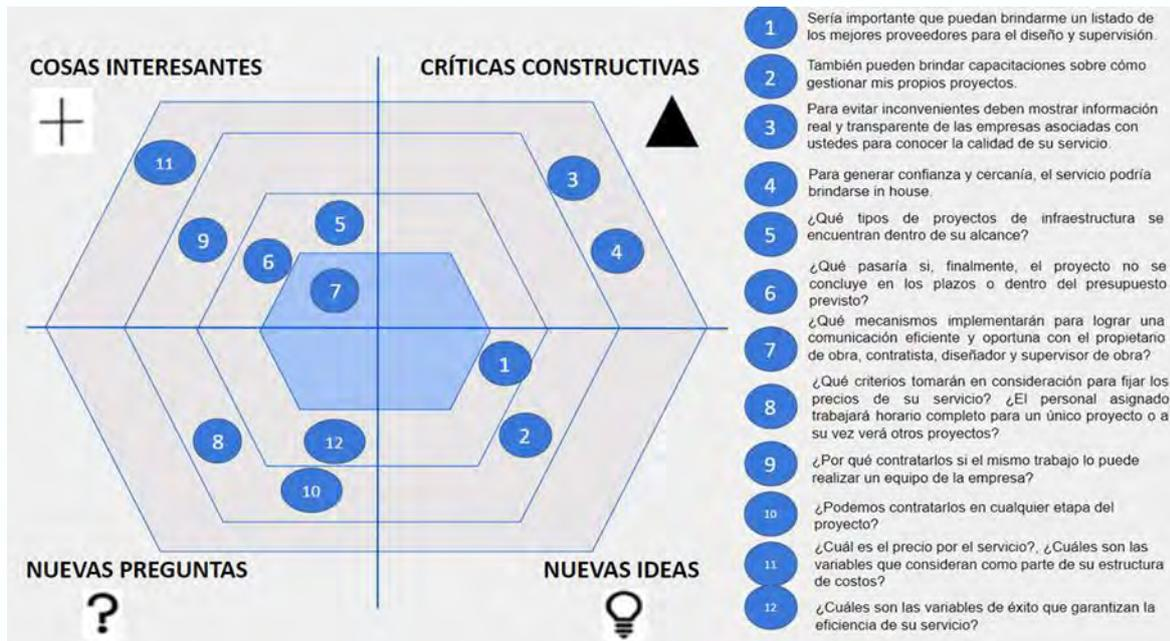 COSAS INTERESANTES
CRÍTICAS CONSTRUCTIVAS
11
3
5
9
4
6
7
1
8
12
2
10
NUEVAS PREGUNTAS
?
NUEVAS IDEAS
1
Sería importante que puedan brindarme un listado de
los mejores proveedores para el diseño y supervisión.
2
También pueden brindar capacitaciones sobre cómo
gestionar mis propios proyectos.
3
Para evitar inconvenientes deben mostrar información
real y transparente de las empresas asociadas con
ustedes para conocer la calidad de su servicio.
4
Para generar confianza y cercanía, el servicio podría
brindarse in house.
5
¿Qué tipos de proyectos de infraestructura se
encuentran dentro de su alcance?
6
¿Qué pasaría si, finalmente, el proyecto no se
concluye en los plazos o dentro del presupuesto
previsto?
7
¿Qué mecanismos implementarán para lograr una
comunicación eficiente y oportuna con el propietario
de obra, contratista, diseñador y supervisor de obra?
8
¿Qué criterios tomarán en consideración para fijar los
precios de su servicio? ¿El personal asignado
trabajará horario completo para un único proyecto o a
su vez verá otros proyectos?
9
¿Por qué contratarlos si el mismo trabajo lo puede
realizar un equipo de la empresa?
10
¿Podemos contratarlos en cualquier etapa del
proyecto?
11
¿Cuál es el precio por el servicio?, ¿Cuáles son las
variables que consideran como parte de su estructura
de costos?
12
¿Cuáles son las variables de éxito que garantizan la
eficiencia de su servicio?